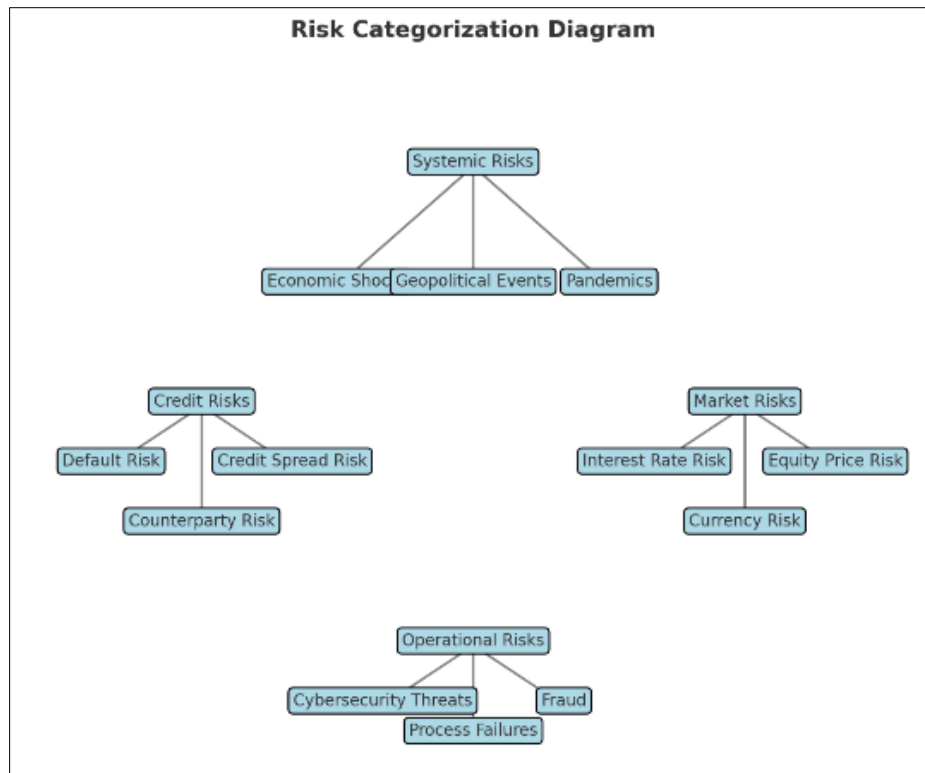 Risk Categorization Diagram
Systemic Risks
Economic Shoc
Geopolitical Events
Pandemics
Credit Risks
Default Risk
Credit Spread Risk
Counterparty Risk
Market Risks
Interest Rate Risk
Equity Price Risk
Currency Risk
Operational Risks
Cybersecurity Threats
Fraud
Process Failures